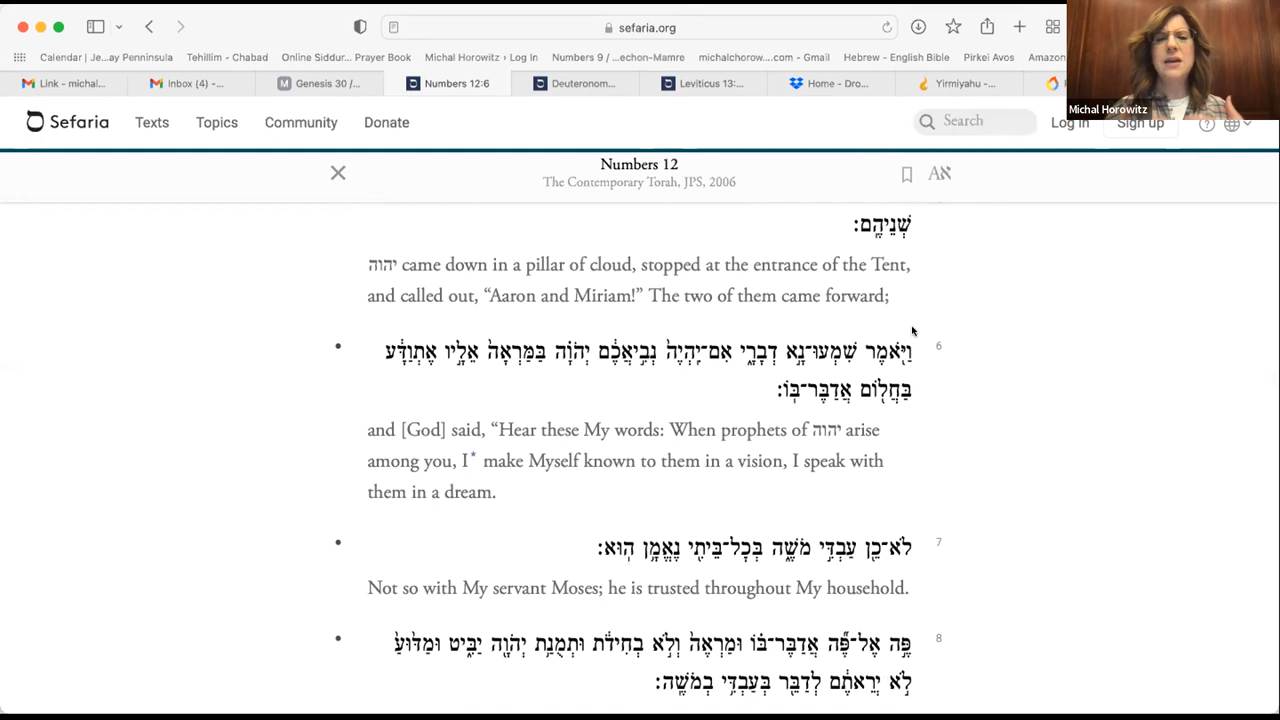 sefaria.org
Calendar | Je...ay Penninsula
Tehillim - Chabad
Online Siddur... Prayer Book
Michal Horowitz › Log In
Numbers 9 / ...echon-Mamre
michalchorow....com - Gmail
Hebrew - English Bible
Pirkei Avos
Amazon
Link - michal...
Inbox (4) -...
Genesis 30 /...
Numbers 12:6
Deuteronom...
Leviticus 13:...
Home - Dro...
Yirmiyahu -...
Michal Horowitz
Sefaria
Texts
Topics
Community
Donate
Search
Log in
Sign up
Numbers 12
The Contemporary Torah, JPS, 2006
שְׁנֵיהֶֽם׃
יהוה came down in a pillar of cloud, stopped at the entrance of the Tent,
and called out, “Aaron and Miriam!” The two of them came forward;
6
וַיֹּ֖אמֶר שִׁמְעוּ־נָ֣א דְבָרָ֑י אִם־יִֽהְיֶה֙ נְבִ֣יאֲכֶ֔ם יְהֹוָ֗ה בַּמַּרְאָה֙ אֵלָ֣יו אֶתְוַדָּ֔ע
בַּחֲל֖וֹם אֲדַבֶּר־בּֽוֹ׃
and [God] said, “Hear these My words: When prophets of יהוה arise
among you, I* make Myself known to them in a vision, I speak with
them in a dream.
7
לֹא־כֵ֖ן עַבְדִּ֣י מֹשֶׁ֑ה בְּכׇל־בֵּיתִ֖י נֶאֱמָ֥ן הֽוּא׃
Not so with My servant Moses; he is trusted throughout My household.
8
פֶּ֣ה אֶל־פֶּ֞ה אֲדַבֶּר־בּ֗וֹ וּמַרְאֶה֙ וְלֹ֣א בְחִידֹ֔ת וּתְמֻנַ֥ת יְהֹוָ֖ה יַבִּ֑יט וּמַדּ֙וּעַ֙
לֹ֣א יְרֵאתֶ֔ם לְדַבֵּ֖ר בְּעַבְדִּ֥י בְמֹשֶֽׁה׃